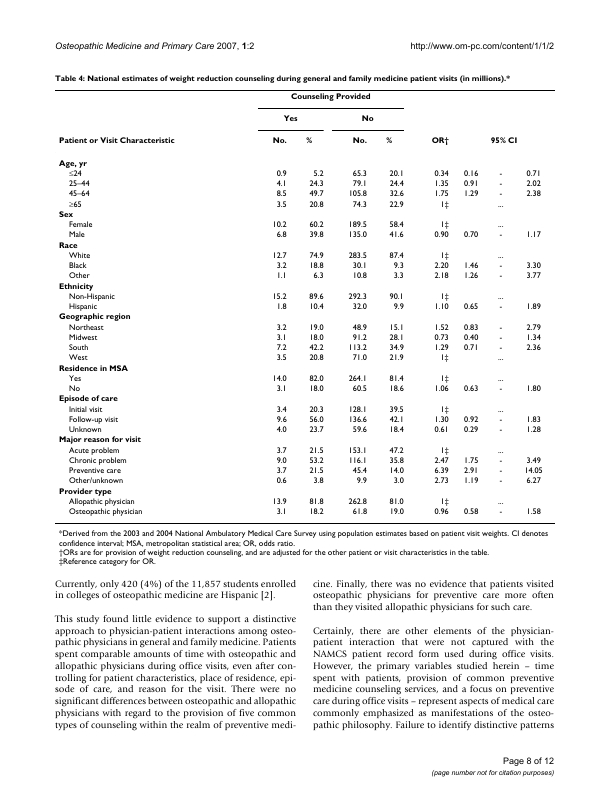 Osteopathic Medicine and Primary Care 2007, 1:2 http://www.om-pc.com/content/1/1/2
Table 4: National estimates of weight reduction counseling during general and family medicine patient visits (in millions).*
Counseling Provided
Yes No
Patient or Visit Characteristic No. % No. % OR† 95% CI
Age, yr
≤24 0.9 5.2 65.3 20.1 0.34 0.16 - 0.71
25–44 4.1 24.3 79.1 24.4 1.35 0.91 - 2.02
45–64 8.5 49.7 105.8 32.6 1.75 1.29 - 2.38
≥65 3.5 20.8 74.3 22.9 1‡ ...
Sex
Female 10.2 60.2 189.5 58.4 1‡ ...
Male 6.8 39.8 135.0 41.6 0.90 0.70 - 1.17
Race
White 12.7 74.9 283.5 87.4 1‡ ...
Black 3.2 18.8 30.1 9.3 2.20 1.46 - 3.30
Other 1.1 6.3 10.8 3.3 2.18 1.26 - 3.77
Ethnicity
Non-Hispanic 15.2 89.6 292.3 90.1 1‡ ...
Hispanic 1.8 10.4 32.0 9.9 1.10 0.65 - 1.89
Geographic region
Northeast 3.2 19.0 48.9 15.1 1.52 0.83 - 2.79
Midwest 3.1 18.0 91.2 28.1 0.73 0.40 - 1.34
South 7.2 42.2 113.2 34.9 1.29 0.71 - 2.36
West 3.5 20.8 71.0 21.9 1‡ ...
Residence in MSA
Yes 14.0 82.0 264.1 81.4 1‡ ...
No 3.1 18.0 60.5 18.6 1.06 0.63 - 1.80
Episode of care
Initial visit 3.4 20.3 128.1 39.5 1‡ ...
Follow-up visit 9.6 56.0 136.6 42.1 1.30 0.92 - 1.83
Unknown 4.0 23.7 59.6 18.4 0.61 0.29 - 1.28
Major reason for visit
Acute problem 3.7 21.5 153.1 47.2 1‡ ...
Chronic problem 9.0 53.2 116.1 35.8 2.47 1.75 - 3.49
Preventive care 3.7 21.5 45.4 14.0 6.39 2.91 - 14.05
Other/unknown 0.6 3.8 9.9 3.0 2.73 1.19 - 6.27
Provider type
Allopathic physician 13.9 81.8 262.8 81.0 1‡ ...
Osteopathic physician 3.1 18.2 61.8 19.0 0.96 0.58 - 1.58
*Derived from the 2003 and 2004 National Ambulatory Medical Care Survey using population estimates based on patient visit weights. CI denotes
confidence interval; MSA, metropolitan statistical area; OR, odds ratio.
†ORs are for provision of weight reduction counseling, and are adjusted for the other patient or visit characteristics in the table.
‡Reference category for OR.
Currently, only 420 (4%) of the 11,857 students enrolled
in colleges of osteopathic medicine are Hispanic [2].
This study found little evidence to support a distinctive
approach to physician-patient interactions among osteo-
pathic physicians in general and family medicine. Patients
spent comparable amounts of time with osteopathic and
allopathic physicians during office visits, even after con-
trolling for patient characteristics, place of residence, epi-
sode of care, and reason for the visit. There were no
significant differences between osteopathic and allopathic
physicians with regard to the provision of five common
types of counseling within the realm of preventive medi-
cine. Finally, there was no evidence that patients visited
osteopathic physicians for preventive care more often
than they visited allopathic physicians for such care.
Certainly, there are other elements of the physician-
patient interaction that were not captured with the
NAMCS patient record form used during office visits.
However, the primary variables studied herein – time
spent with patients, provision of common preventive
medicine counseling services, and a focus on preventive
care during office visits – represent aspects of medical care
commonly emphasized as manifestations of the osteo-
pathic philosophy. Failure to identify distinctive patterns
Page 8 of 12
(page number not for citation purposes)